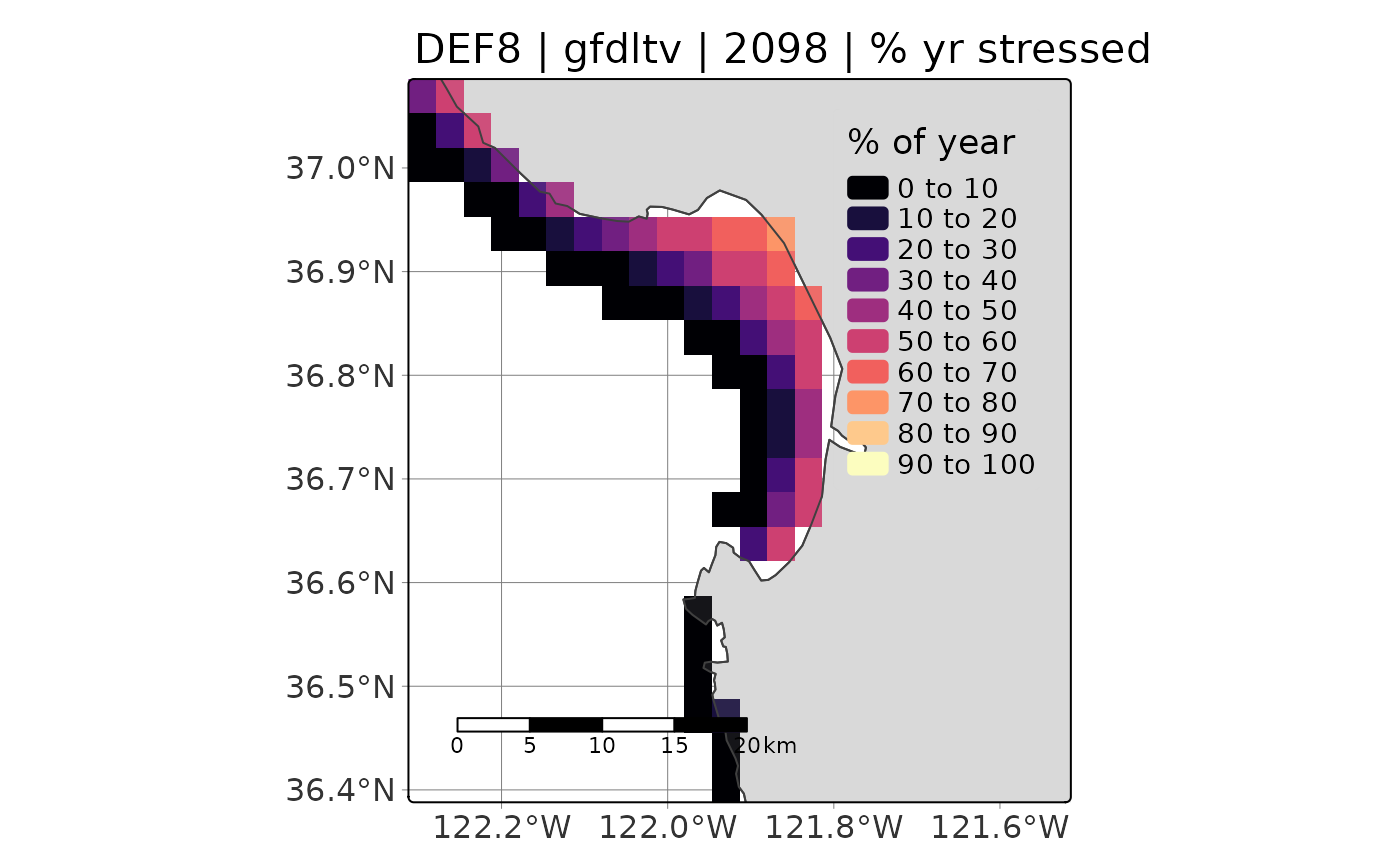 DEF8 | gfdltv | 2098 | % yr stressed
% of year
0 to 10
10 to 20
20 to 30
30 to 40
40 to 50
50 to 60
60 to 70
70 to 80
80 to 90
90 to 100
37.0°N
36.9°N
36.8°N
36.7°N
36.6°N
36.5°N
36.4°N
0 5 10 15 20 km
122.2°W 122.0°W 121.8°W 121.6°W